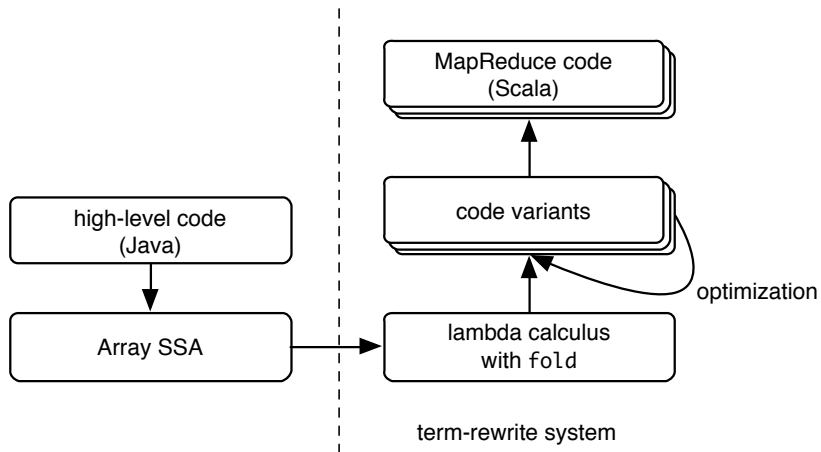 MapReduce code
(Scala)
high-level code
(Java)
code variants
optimization
Array SSA
lambda calculus
with fold
term-rewrite system